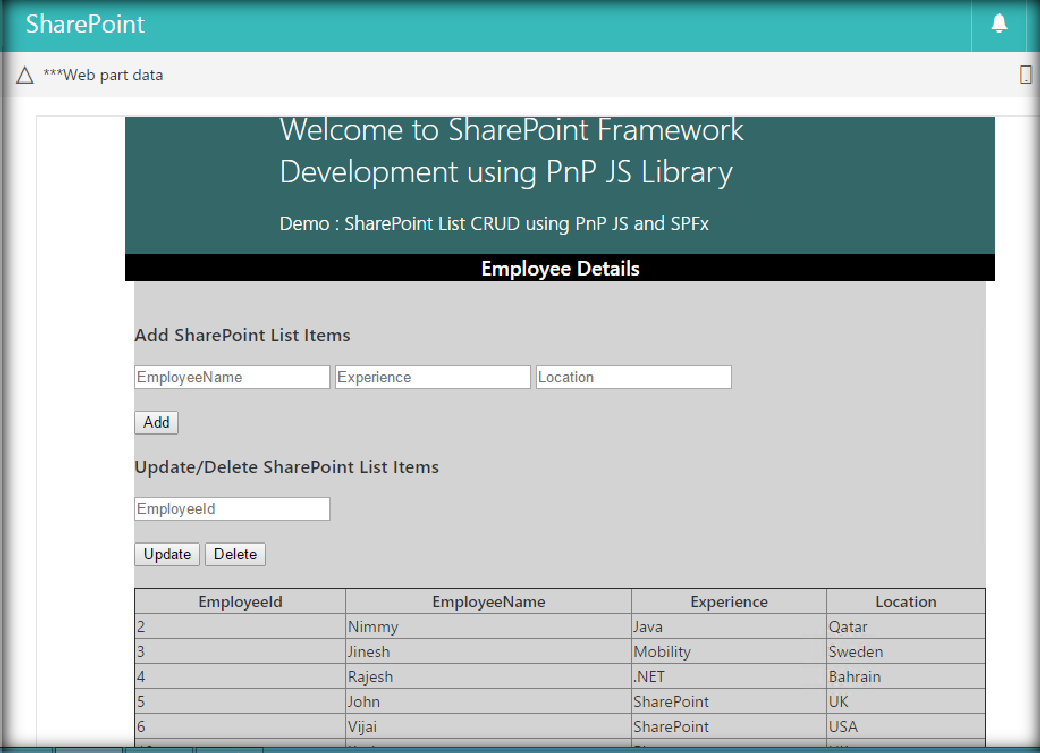 SharePoint
***Web part data
Welcome to SharePoint Framework
Development using PnP JS Library
Demo : SharePoint List CRUD using PnP JS and SPFx
Employee Details
Add SharePoint List Items
EmployeeName Experience Location
Add
Update/Delete SharePoint List Items
EmployeeId
Update Delete
EmployeeId EmployeeName Experience Location
2 Nimmy Java Qatar
3 Jinesh Mobility Sweden
4 Rajesh .NET Bahrain
5 John SharePoint UK
6 Vijai SharePoint USA